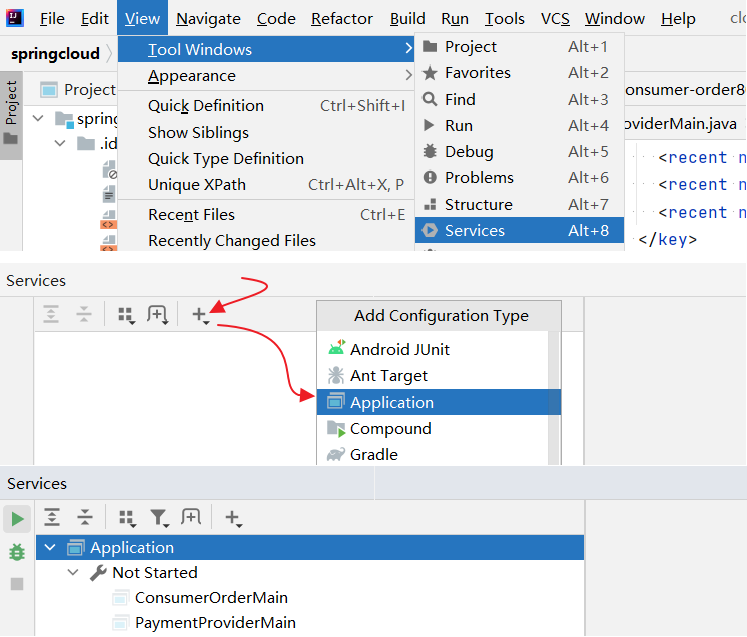 File Edit View Navigate Code Refactor Build Run Tools VCS Window Help clo
springcloud
Tool Windows
Appearance
Quick Definition Ctrl+Shift+I
Show Siblings
Quick Type Definition
Unique XPath Ctrl+Alt+X, P
Recent Files Ctrl+E
Recently Changed Files
Project Alt+1
Favorites Alt+2
Find Alt+3
Run Alt+4
Debug Alt+5
Problems Alt+6
Structure Alt+7
Services Alt+8
Project
Project
spring
.id
onsumer-order8
oviderMain.java
<recent n
<recent n
<recent n
</key>
Services
Add Configuration Type
Android JUnit
Ant Target
Application
Compound
Gradle
Services
Application
Not Started
ConsumerOrderMain
PaymentProviderMain